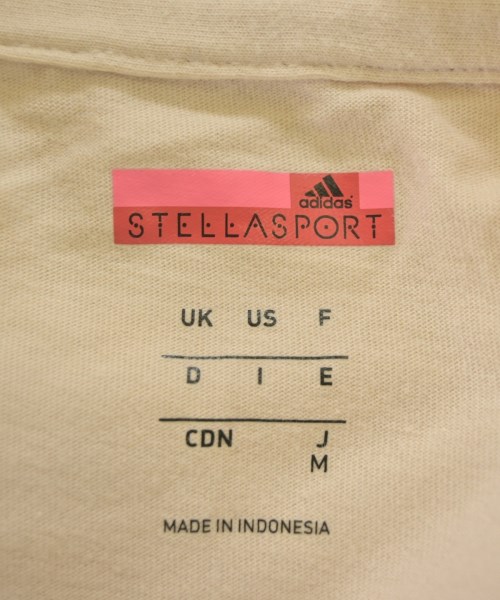 adidas
STELLASPORT
UK US F
D I E
CDN J
M
MADE IN INDONESIA